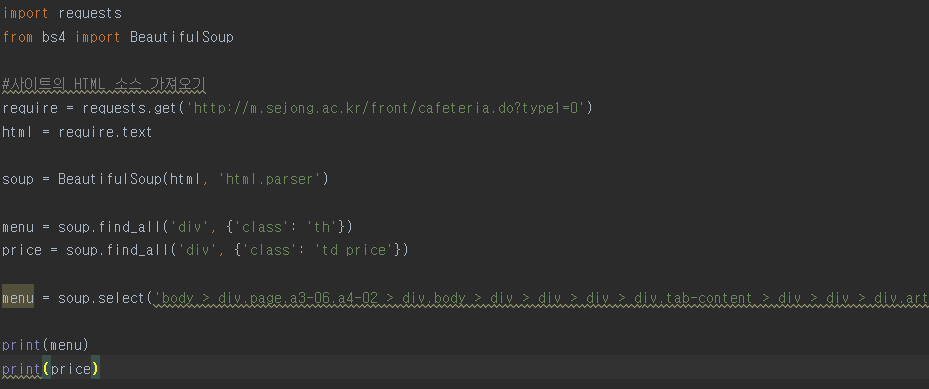 import requests
from bs4 import BeautifulSoup
#사이트의 HTML 소스 가져오기
require = requests.get('http://m.sejong.ac.kr/front/cafeteria.do?type1=0')
html = require.text
soup = BeautifulSoup(html, 'html.parser')
menu = soup.find_all('div', {'class': 'th'})
price = soup.find_all('div', {'class': 'td price'})
menu = soup.select('body > div.page.a3-06.a4-02 > div.body > div > div > div > div.tab-content > div > div > div.art
print(menu)
print(price)